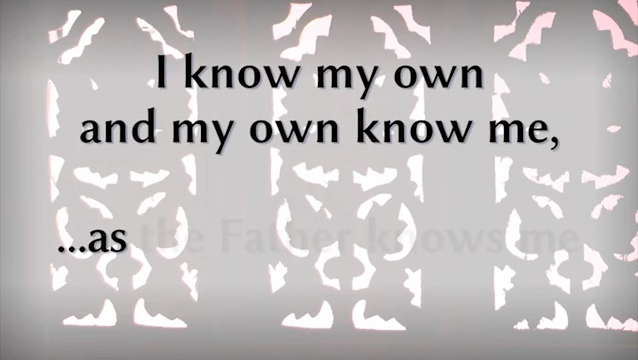 I know my own
and my own know me,
...as the Father knows me